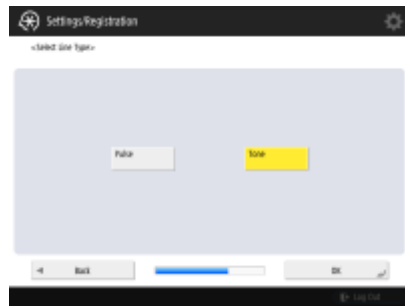 Settings/Registration
<Select Line Type>
Pulse
Tone
Back
OK
Log Out